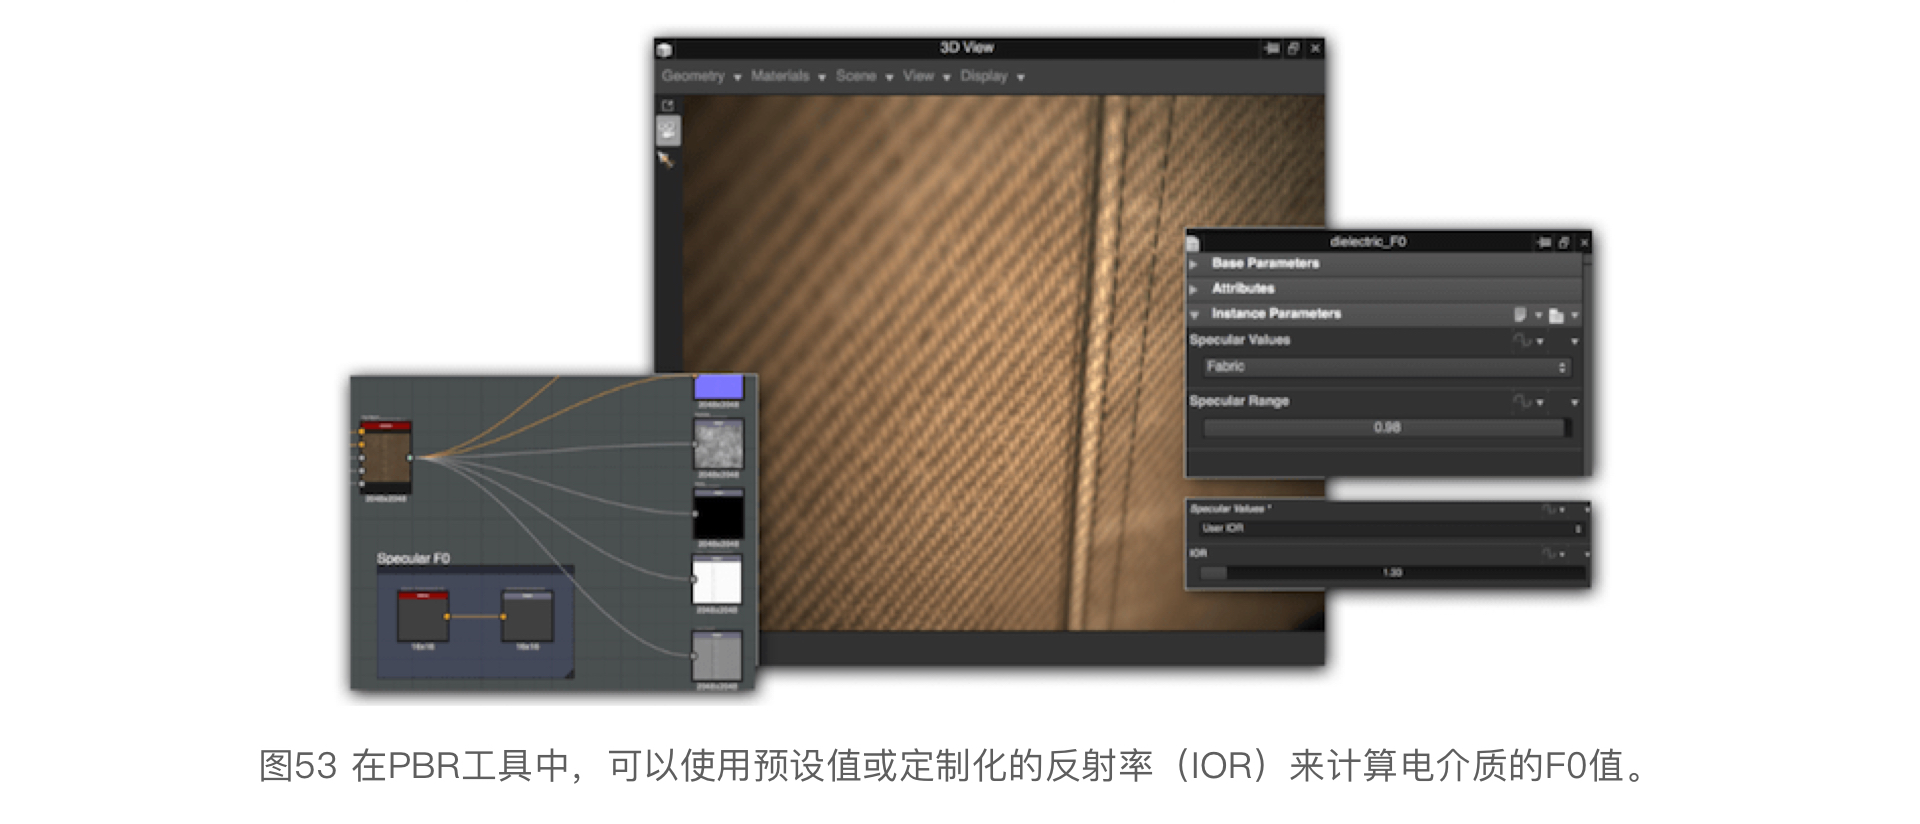 3D View
Geometry Materials Scene View Display
dielectric_F0
Base Parameters
Attributes
Instance Parameters
Specular Values
Fabric
Specular Range
0.98
2048x2048
2048x2048
2048x2048
2048x2048
2048x2048
2048x2048
Specular F0
16x16 16x16
Specular Values *
User IOR
IOR
1.33
图53 在PBR工具中，可以使用预设值或定制化的反射率（IOR）来计算电介质的F0值。